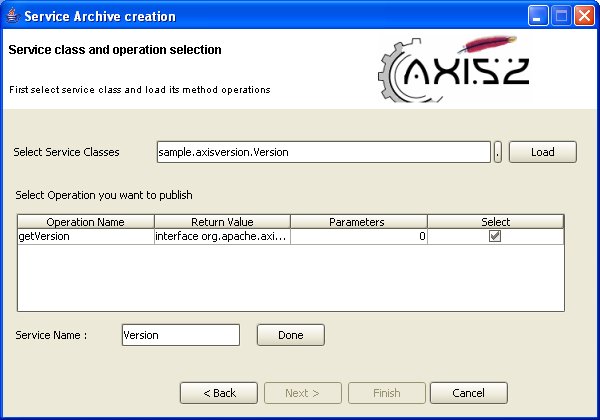 Service Archive creation
Service class and operation selection
AXIS2
First select service class and load its method operations
Select Service Classes sample.axisversion.Version . Load
Select Operation you want to publish
Operation Name Return Value Parameters Select
getVersion interface org.apache.axi... 0
Service Name : Version Done
< Back Next > Finish Cancel